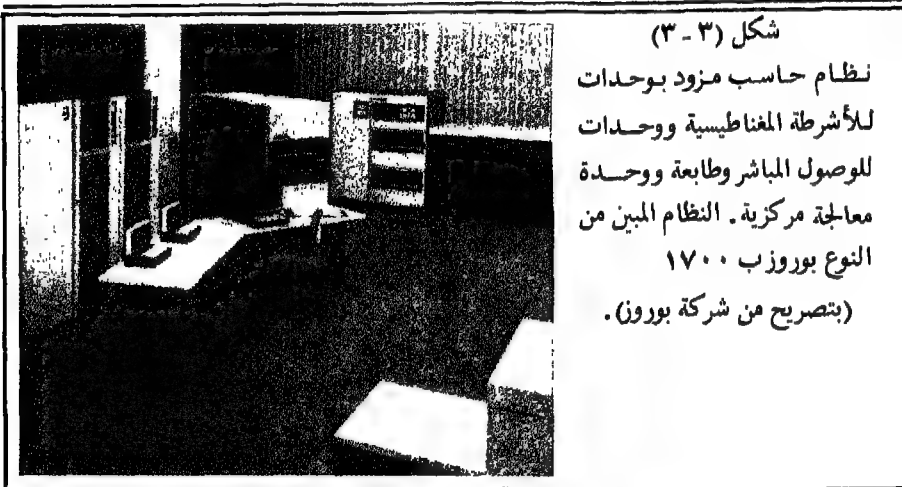 شكل (٣ - ٣)
نظام حاسب مزود بوحدات
للأشرطة المغناطيسية ووحدات
للوصول المباشر وطابعة ووحدة
معالجة مركزية. النظام المبين من
النوع بوروز ب ١٧٠٠
(بتصريح من شركة بوروز).